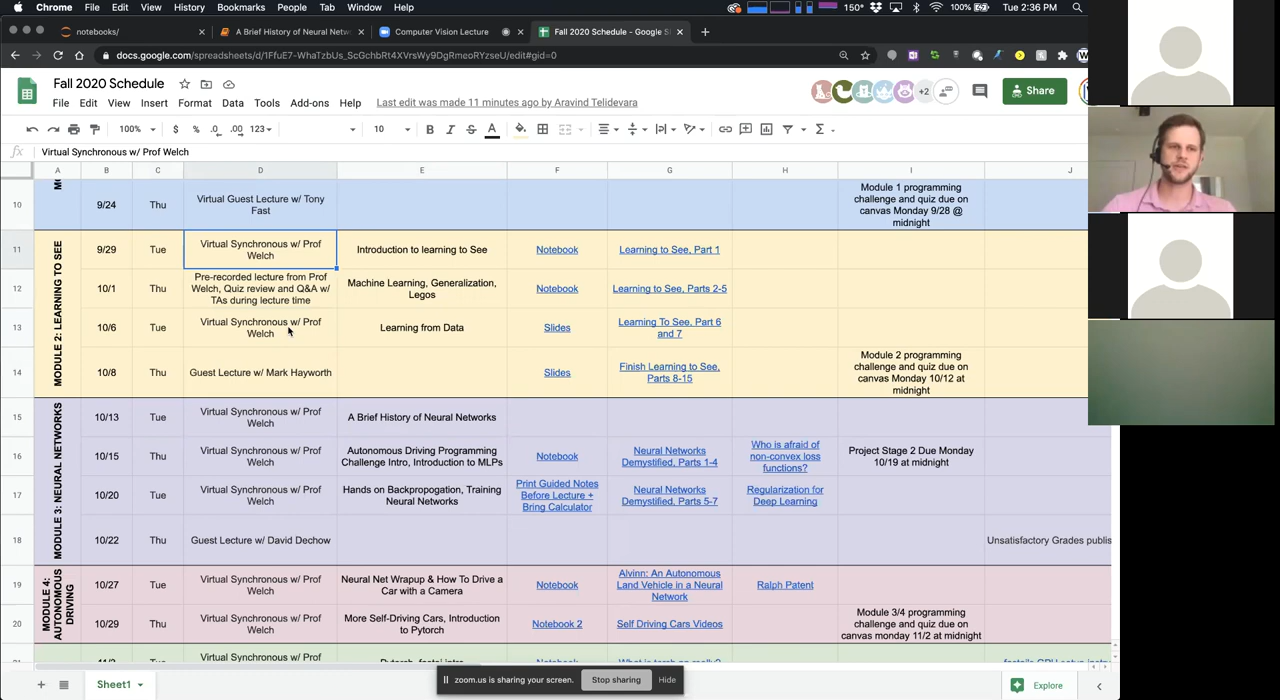 Chrome File Edit View History Bookmarks People Tab Window Help 150° 100% Tue 2:36 PM
notebooks/ A Brief History of Neural Netw Computer Vision Lecture Fall 2020 Schedule - Google S
docs.google.com/spreadsheets/d/1FfuE7-WhaTzbUs_ScGchbRt4XVrsWy9DgRmeoRYzseU/edit#gid=0
Fall 2020 Schedule
File Edit View Insert Format Data Tools Add-ons Help Last edit was made 11 minutes ago by Aravind Telidevara
+2
Share
100% $ % .0 .00 123 10 B I S A
fx Virtual Synchronous w/ Prof Welch
A B C D E F G H I J
10 9/24 Thu
Virtual Guest Lecture w/ Tony
Fast
Module 1 programming
challenge and quiz due on
canvas Monday 9/28 @
midnight
MODULE 2: LEARNING TO SEE
11 9/29 Tue
Virtual Synchronous w/ Prof
Welch
Introduction to learning to See
Notebook
Learning to See, Part 1
12 10/1 Thu
Pre-recorded lecture from Prof
Welch, Quiz review and Q&A w/
TAs during lecture time
Machine Learning, Generalization,
Legos
Notebook
Learning to See, Parts 2-5
13 10/6 Tue
Virtual Synchronous w/ Prof
Welch
Learning from Data
Slides
Learning To See, Part 6
and 7
14 10/8 Thu
Guest Lecture w/ Mark Hayworth
Slides
Finish Learning to See,
Parts 8-15
Module 2 programming
challenge and quiz due on
canvas Monday 10/12 at
midnight
MODULE 3: NEURAL NETWORKS
15 10/13 Tue
Virtual Synchronous w/ Prof
Welch
A Brief History of Neural Networks
16 10/15 Thu
Virtual Synchronous w/ Prof
Welch
Autonomous Driving Programming
Challenge Intro, Introduction to MLPs
Notebook
Neural Networks
Demystified, Parts 1-4
Who is afraid of
non-convex loss
functions?
Project Stage 2 Due Monday
10/19 at midnight
17 10/20 Tue
Virtual Synchronous w/ Prof
Welch
Hands on Backpropogation, Training
Neural Networks
Print Guided Notes
Before Lecture +
Bring Calculator
Neural Networks
Demystified, Parts 5-7
Regularization for
Deep Learning
18 10/22 Thu
Guest Lecture w/ David Dechow
Unsatisfactory Grades publis
MODULE 4:
AUTONOMOUS
DRIVING
19 10/27 Tue
Virtual Synchronous w/ Prof
Welch
Neural Net Wrapup & How To Drive a
Car with a Camera
Notebook
Alvinn: An Autonomous
Land Vehicle in a Neural
Network
Ralph Patent
20 10/29 Thu
Virtual Synchronous w/ Prof
Welch
More Self-Driving Cars, Introduction
to Pytorch
Notebook 2
Self Driving Cars Videos
Module 3/4 programming
challenge and quiz due on
canvas monday 11/2 at midnight
Virtual Synchronous w/ Prof
zoom.us is sharing your screen. Stop sharing Hide
Sheet1
Explore